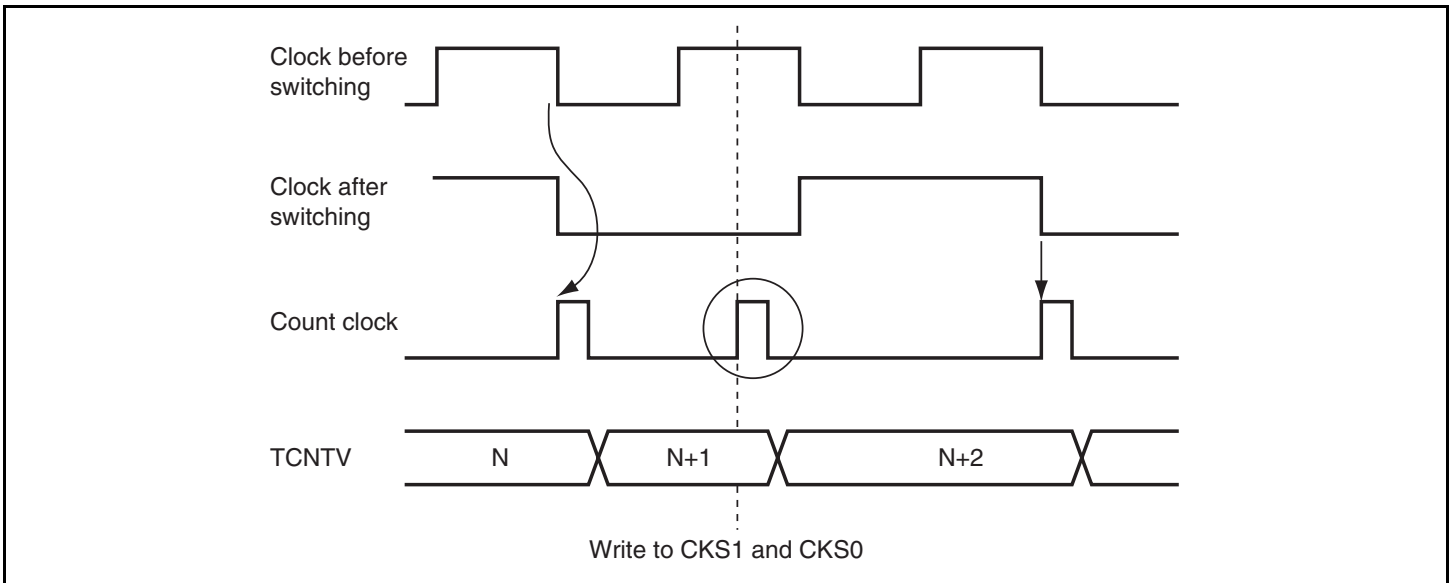 Clock before
switching
Clock after
switching
Count clock
TCNTV
N
N+1
N+2
Write to CKS1 and CKS0